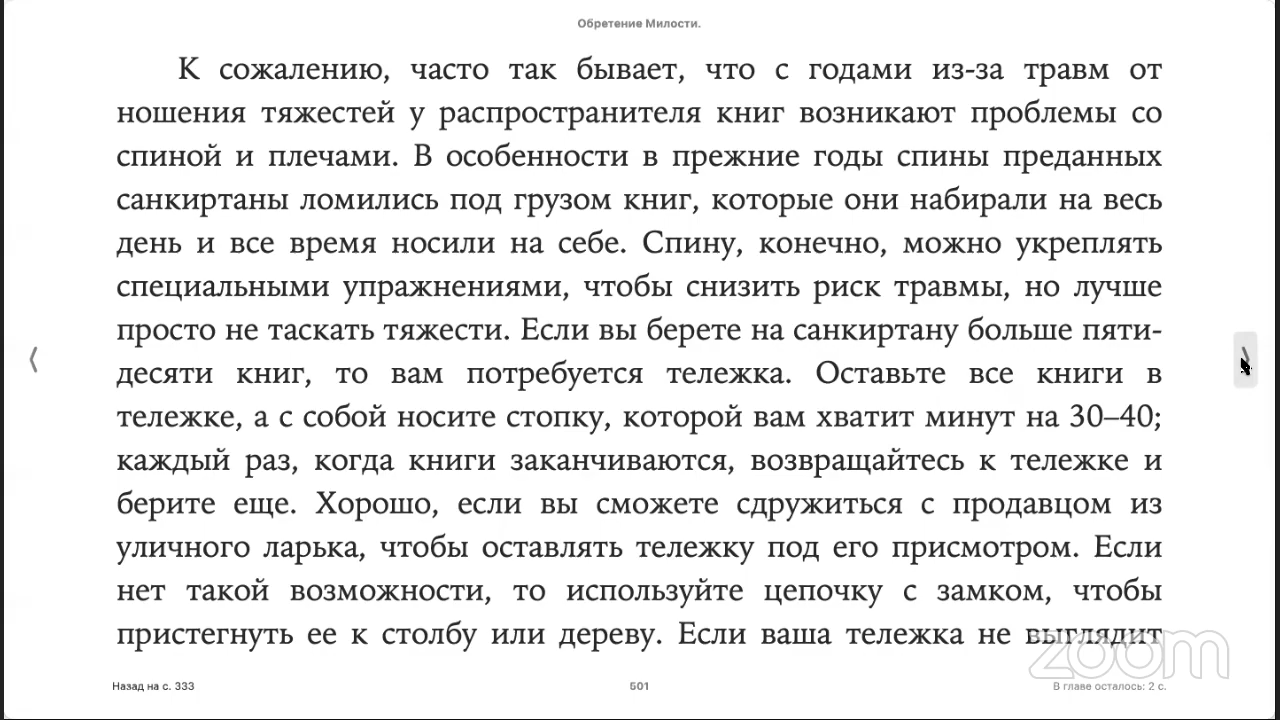 Обретение Милости.
К сожалению, часто так бывает, что с годами из-за травм от
ношения тяжестей у распространителя книг возникают проблемы со
спиной и плечами. В особенности в прежние годы спины преданных
санкиртаны ломились под грузом книг, которые они набирали на весь
день и все время носили на себе. Спину, конечно, можно укреплять
специальными упражнениями, чтобы снизить риск травмы, но лучше
просто не таскать тяжести. Если вы берете на санкиртану больше пяти-
десяти книг, то вам потребуется тележка. Оставьте все книги в
тележке, а с собой носите стопку, которой вам хватит минут на 30–40;
каждый раз, когда книги заканчиваются, возвращайтесь к тележке и
берите еще. Хорошо, если вы сможете сдружиться с продавцом из
уличного ларька, чтобы оставлять тележку под его присмотром. Если
нет такой возможности, то используйте цепочку с замком, чтобы
пристегнуть ее к столбу или дереву. Если ваша тележка не выглядит
zoom
Назад на с. 333
501
В главе осталось: 2 с.